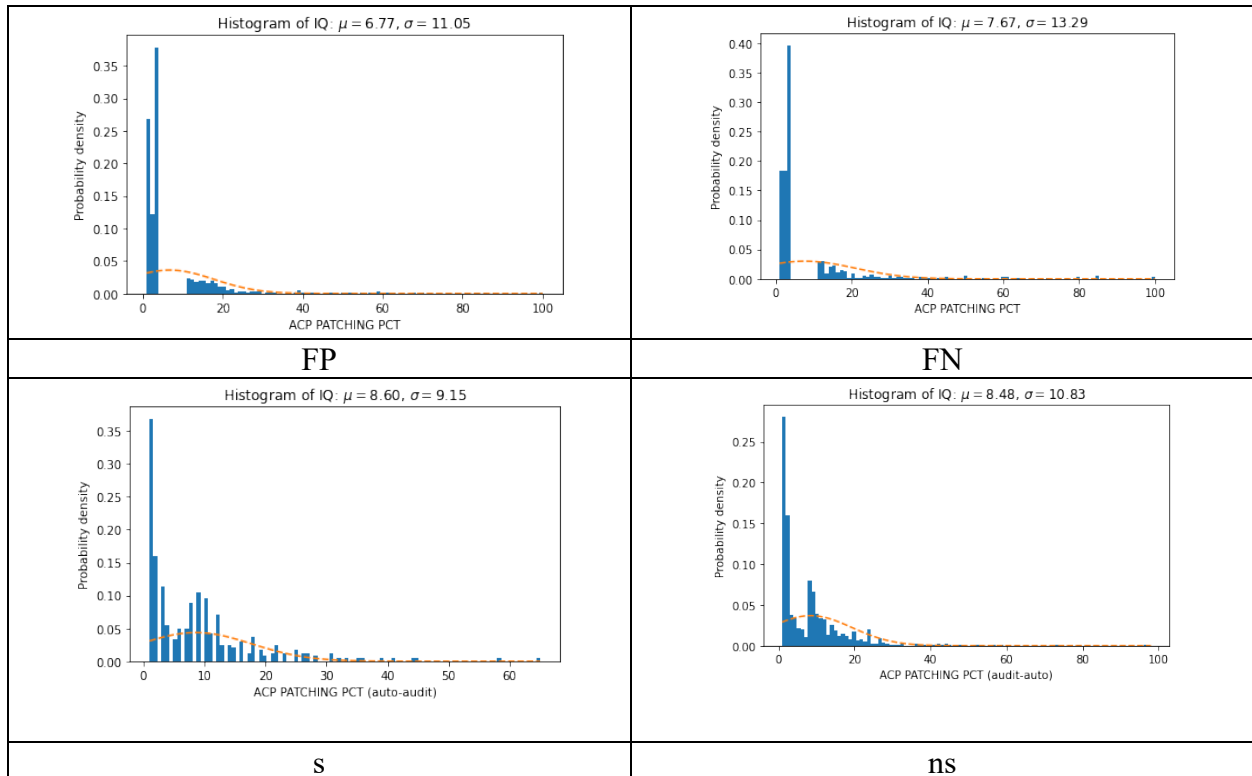 Histogram of IQ: μ = 6.77, σ = 11.05
Probability density
0.35
0.30
0.25
0.20
0.15
0.10
0.05
0.00
0 20 40 60 80 100
ACP PATCHING PCT
FP
Histogram of IQ: μ = 7.67, σ = 13.29
Probability density
0.40
0.35
0.30
0.25
0.20
0.15
0.10
0.05
0.00
0 20 40 60 80 100
ACP PATCHING PCT
FN
Histogram of IQ: μ = 8.60, σ = 9.15
Probability density
0.35
0.30
0.25
0.20
0.15
0.10
0.05
0.00
0 10 20 30 40 50 60
ACP PATCHING PCT (auto-audit)
s
Histogram of IQ: μ = 8.48, σ = 10.83
Probability density
0.25
0.20
0.15
0.10
0.05
0.00
0 20 40 60 80 100
ACP PATCHING PCT (audit-auto)
ns